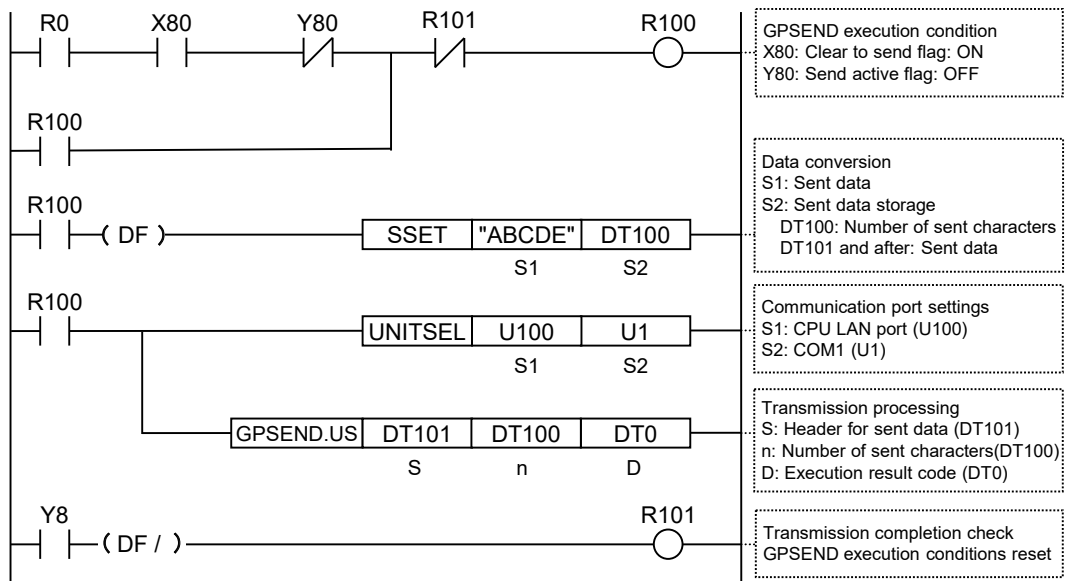 R0 X80 Y80 R101 R100
GPSEND execution condition
X80: Clear to send flag: ON
Y80: Send active flag: OFF
R100
R100
( DF )
SSET "ABCDE" DT100
S1 S2
Data conversion
S1: Sent data
S2: Sent data storage
DT100: Number of sent characters
DT101 and after: Sent data
R100
UNITSEL U100 U1
S1 S2
Communication port settings
S1: CPU LAN port (U100)
S2: COM1 (U1)
GPSEND.US DT101 DT100 DT0
S n D
Transmission processing
S: Header for sent data (DT101)
n: Number of sent characters(DT100)
D: Execution result code (DT0)
Y8 R101
( DF / )
Transmission completion check
GPSEND execution conditions reset